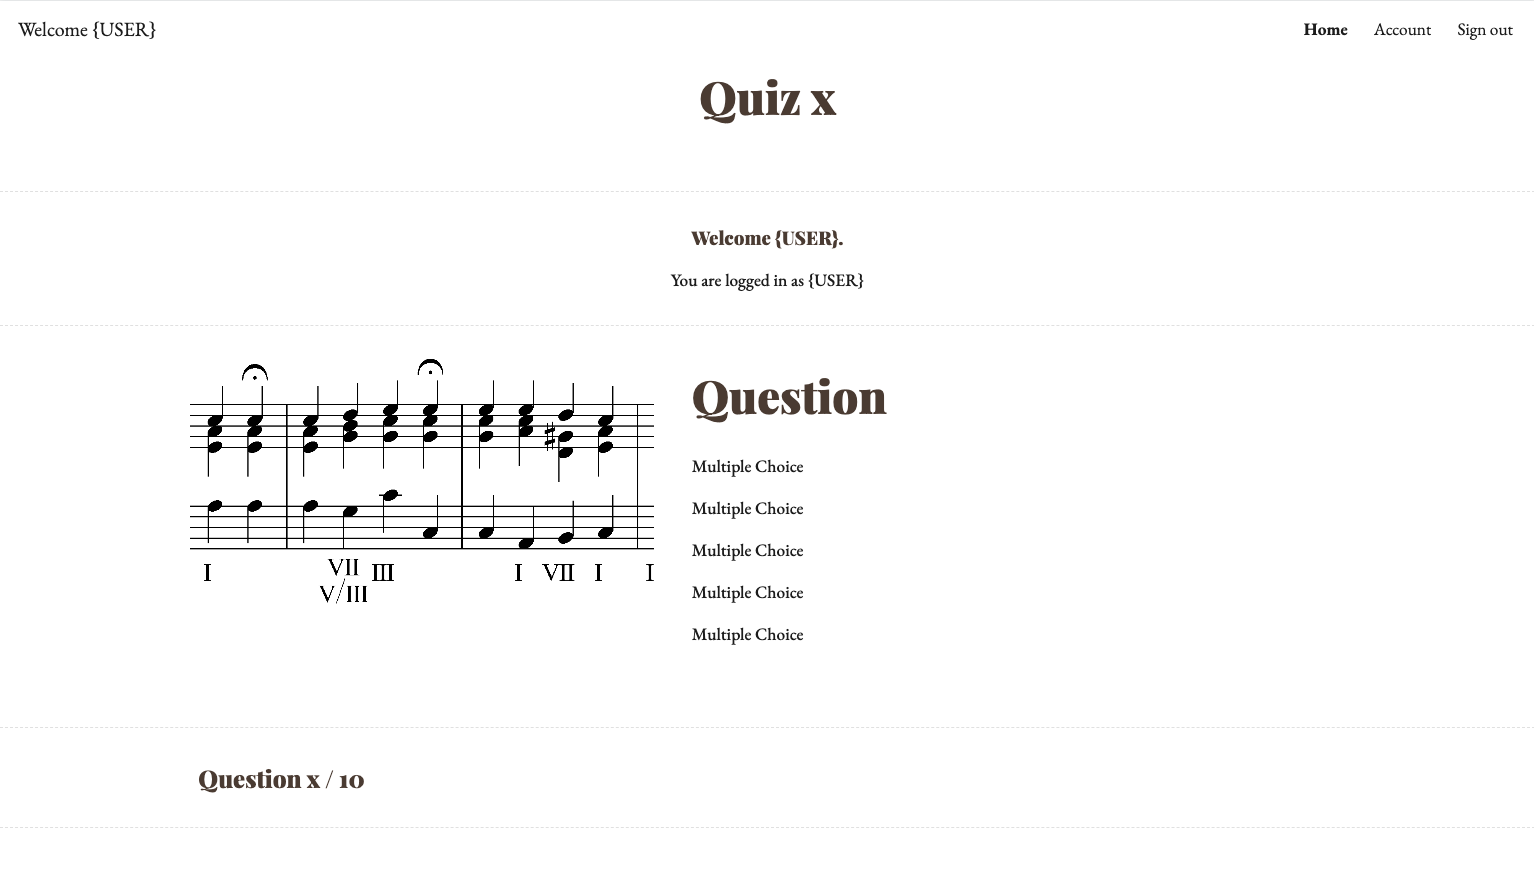 Welcome {USER}
Home Account Sign out
Quiz x
Welcome {USER}.
You are logged in as {USER}
I VII III I VII I I
V/III
Question
Multiple Choice
Multiple Choice
Multiple Choice
Multiple Choice
Multiple Choice
Question x / 10